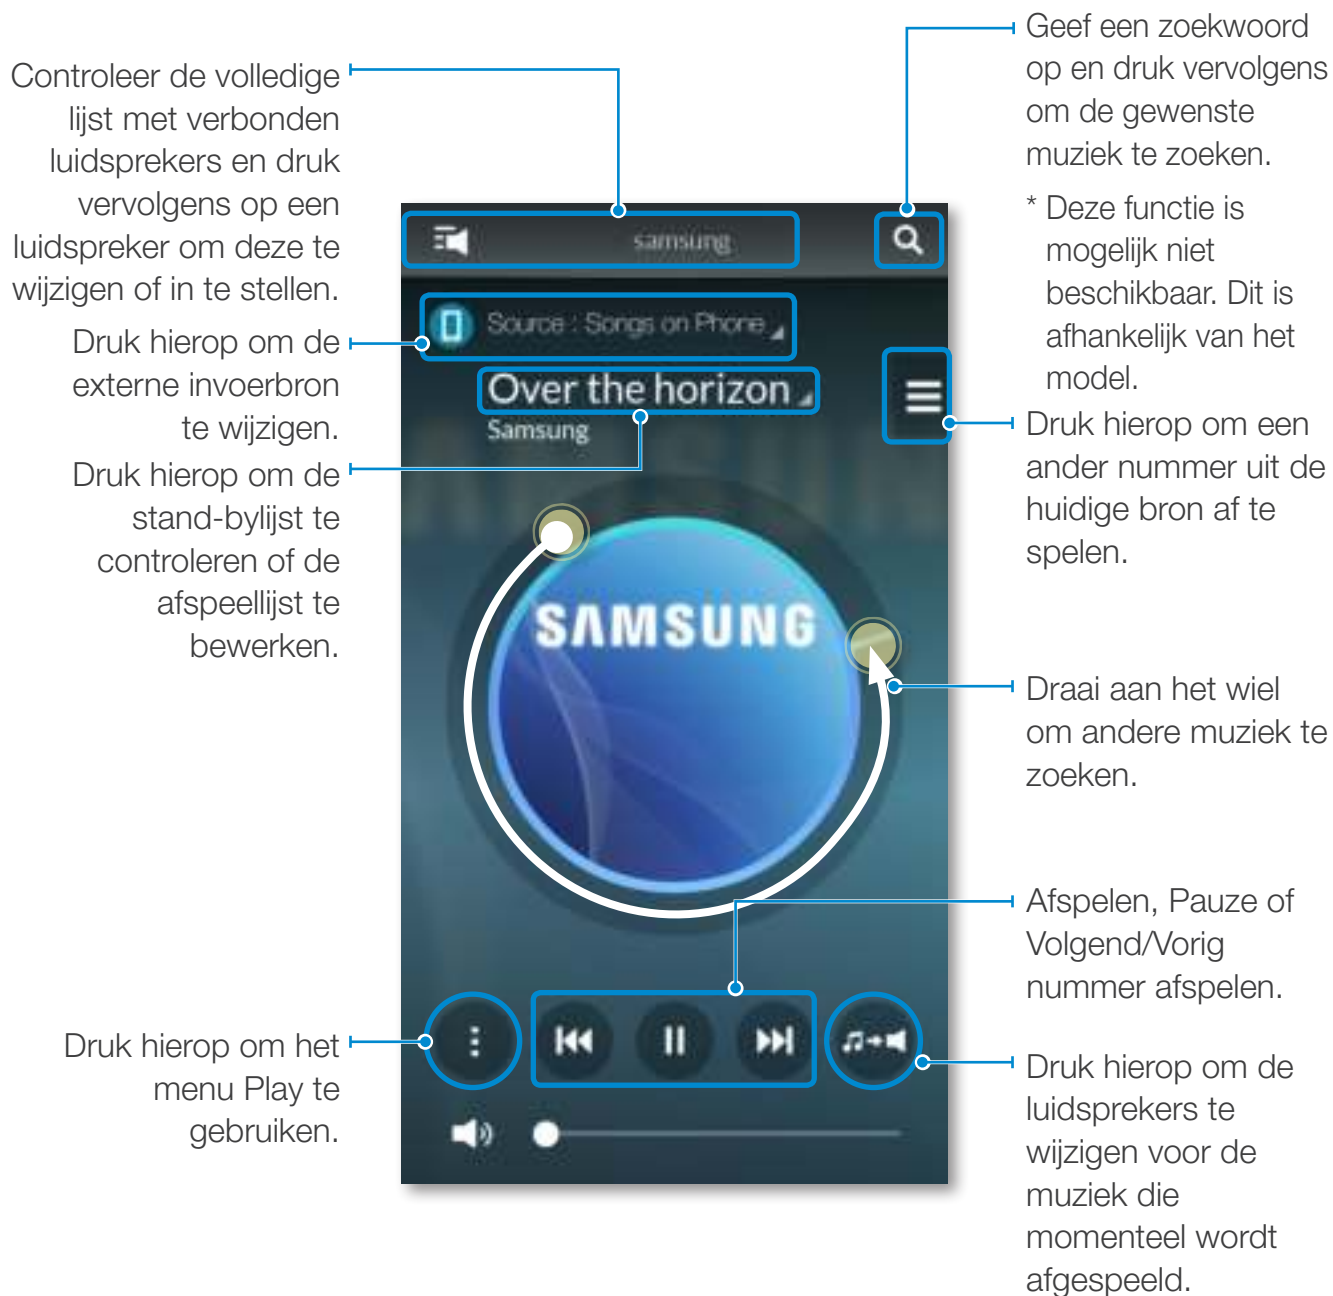 Controleer de volledige
lijst met verbonden
luidsprekers en druk
vervolgens op een
luidspreker om deze te
wijzigen of in te stellen.
Druk hierop om de
externe invoerbron
te wijzigen.
Druk hierop om de
stand-bylijst te
controleren of de
afspeellijst te
bewerken.
Druk hierop om het
menu Play te
gebruiken.
samsung
Source : Songs on Phone
Over the horizon
Samsung
SAMSUNG
Geef een zoekwoord
op en druk vervolgens
om de gewenste
muziek te zoeken.
* Deze functie is
mogelijk niet
beschikbaar. Dit is
afhankelijk van het
model.
Druk hierop om een
ander nummer uit de
huidige bron af te
spelen.
Draai aan het wiel
om andere muziek te
zoeken.
Afspelen, Pauze of
Volgend/Vorig
nummer afspelen.
Druk hierop om de
luidsprekers te
wijzigen voor de
muziek die
momenteel wordt
afgespeeld.